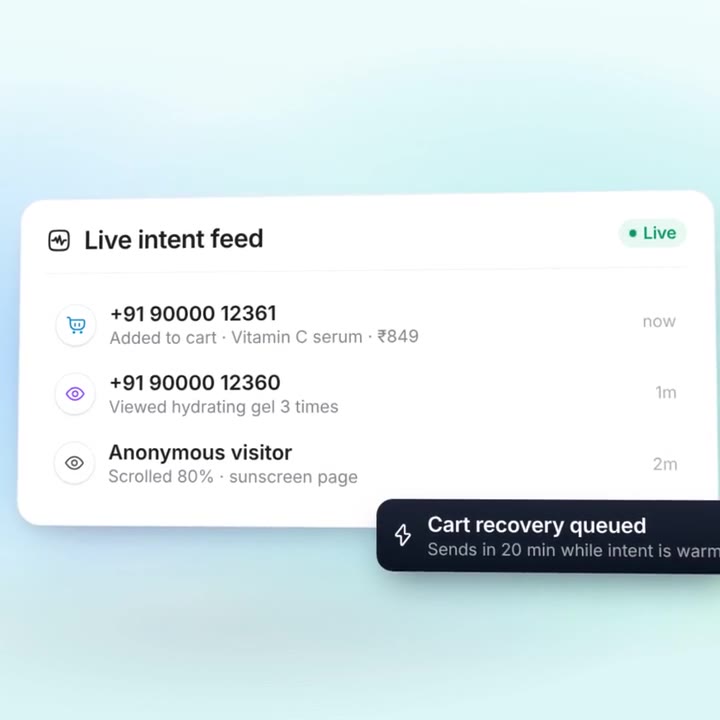 Live intent feed
Live
+91 90000 12361
Added to cart · Vitamin C serum · ₹849
now
+91 90000 12360
Viewed hydrating gel 3 times
1m
Anonymous visitor
Scrolled 80% · sunscreen page
2m
Cart recovery queued
Sends in 20 min while intent is warm